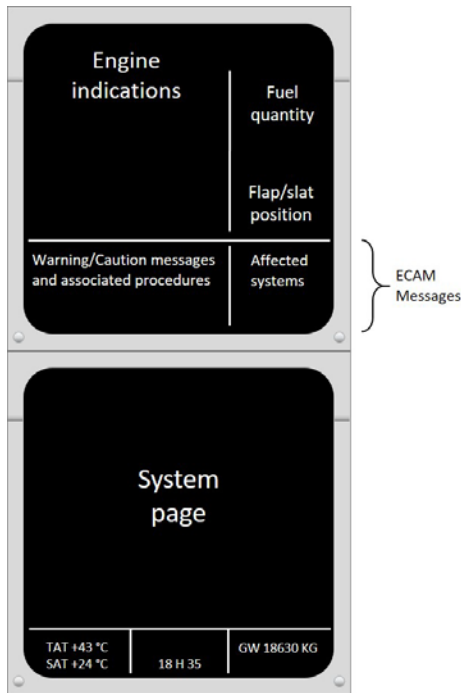 Engine
indications
Fuel
quantity
Flap/slat
position
Warning/Caution messages
and associated procedures
Affected
systems
ECAM
Messages
System
page
TAT +43 °C
SAT +24 °C
18 H 35
GW 18630 KG